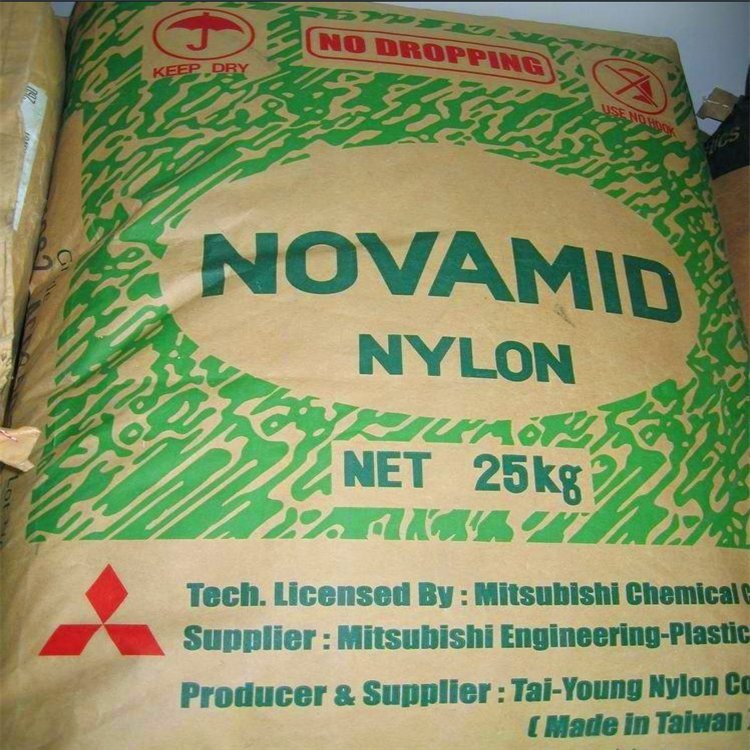 KEEP DRY
NO DROPPING
USE NO HOOK
NOVAMID
NYLON
NET 25kg
Tech. Licensed By : Mitsubishi Chemical C
Supplier : Mitsubishi Engineering-Plastic
Producer & Supplier : Tai-Young Nylon Co
( Made in Taiwan